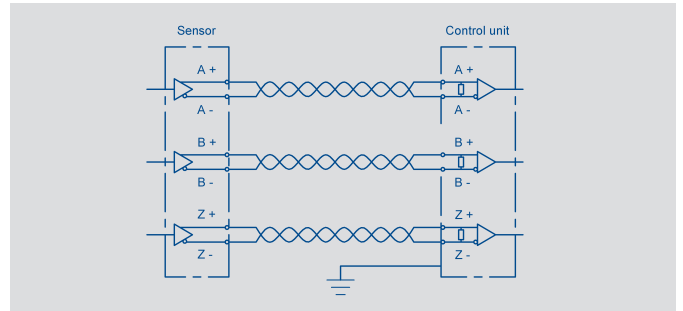 Sensor Control unit
A + A +
A - A -
B + B +
B - B -
Z + Z +
Z - Z -